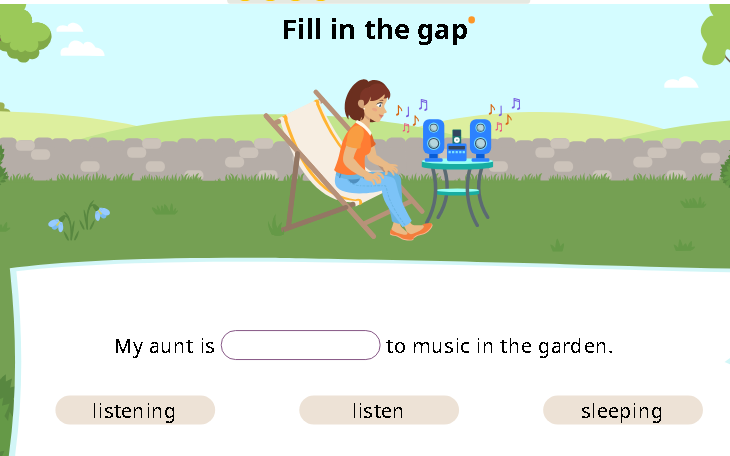 Fill in the gap
My aunt is to music in the garden.
listening
listen
sleeping